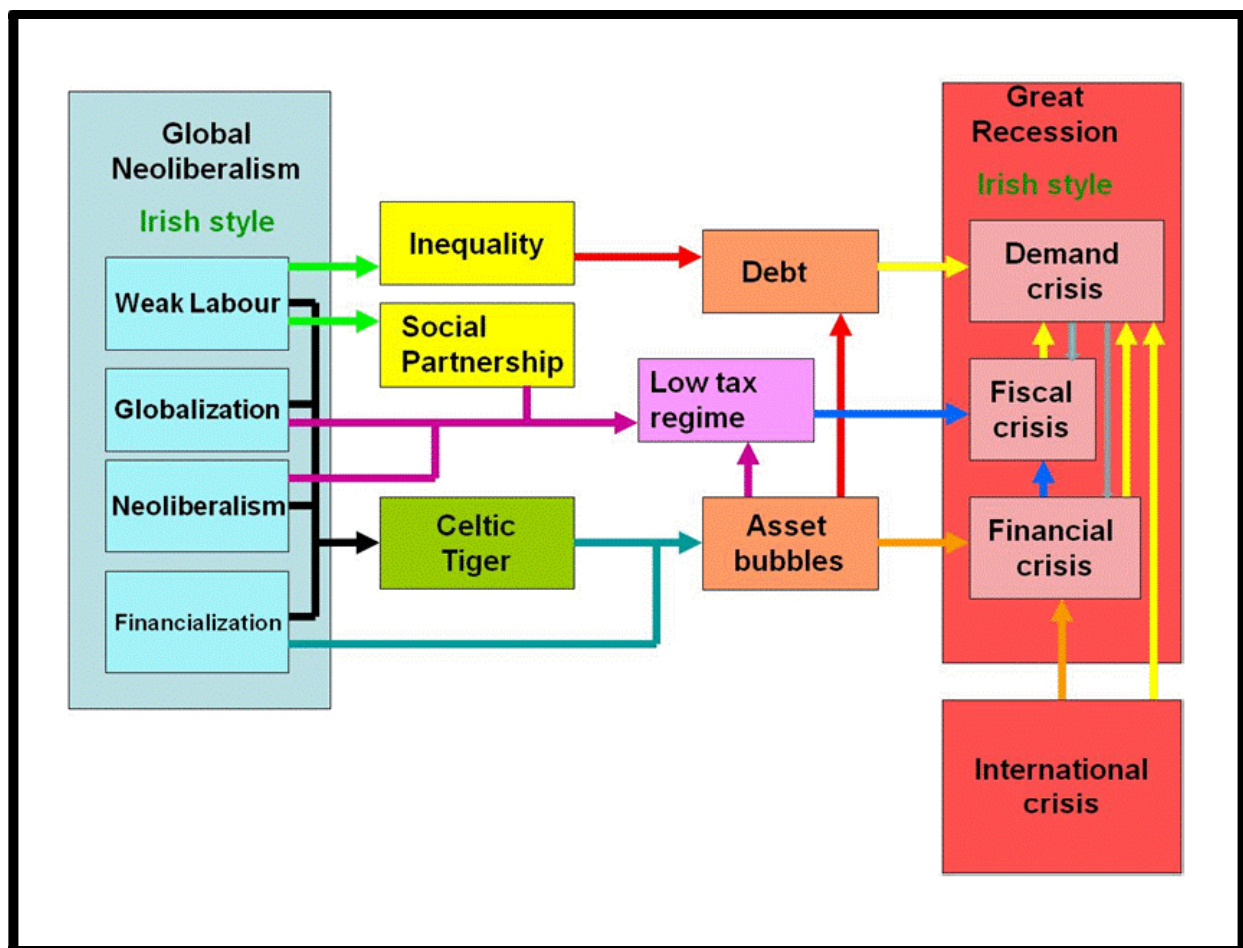 Global
Neoliberalism
Irish style
Weak Labour
Globalization
Neoliberalism
Financialization
Inequality
Social
Partnership
Celtic
Tiger
Low tax
regime
Debt
Asset
bubbles
Great
Recession
Irish style
Demand
crisis
Fiscal
crisis
Financial
crisis
International
crisis